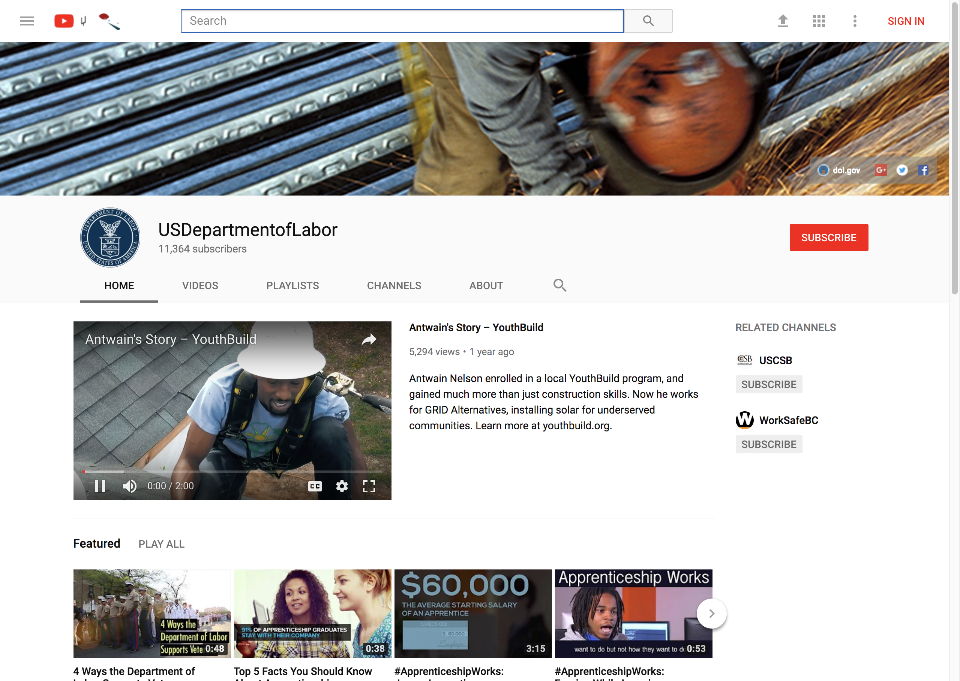 Search
SIGN IN
dol.gov
G+
USDepartmentofLabor
11,364 subscribers
SUBSCRIBE
HOME
VIDEOS
PLAYLISTS
CHANNELS
ABOUT
Antwain's Story – YouthBuild
0:00 / 2:00
CC
Antwain's Story – YouthBuild
5,294 views • 1 year ago
Antwain Nelson enrolled in a local YouthBuild program, and
gained much more than just construction skills. Now he works
for GRID Alternatives, installing solar for underserved
communities. Learn more at youthbuild.org.
RELATED CHANNELS
CSB
USCSB
SUBSCRIBE
WorkSafeBC
SUBSCRIBE
Featured
PLAY ALL
4 Ways the
Department of Labor
Supports Vete
0:48
91% OF APPRENTICESHIP GRADUATES
STAY WITH THEIR COMPANY
0:38
$60,000
THE AVERAGE STARTING SALARY
OF AN APPRENTICE
3:15
Apprenticeship Works
want to do but not how they want to do
0:53
4 Ways the Department of
Top 5 Facts You Should Know
#ApprenticeshipWorks:
#ApprenticeshipWorks: